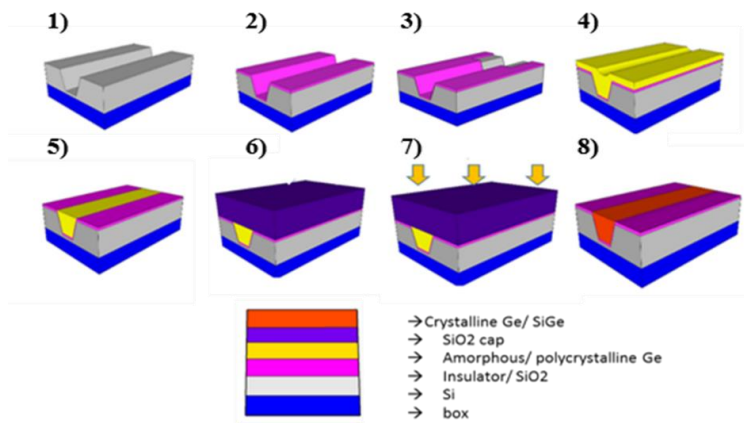 1) 2) 3) 4)
5) 6) 7) 8)
→Crystalline Ge/ SiGe
→ SiO2 cap
→ Amorphous/ polycrystalline Ge
→ Insulator/ SiO2
→ Si
→ box